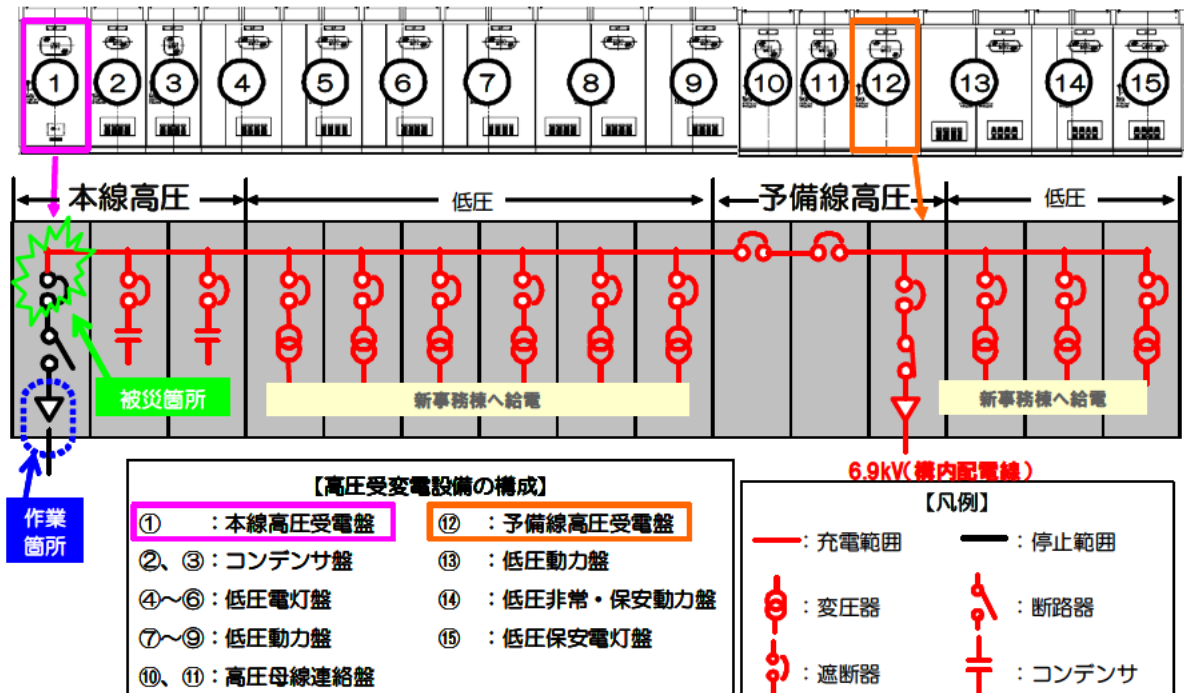 ① ② ③ ④ ⑤ ⑥ ⑦ ⑧ ⑨ ⑩ ⑪ ⑫ ⑬ ⑭ ⑮
本線高圧 低圧 予備線高圧 低圧
被災箇所
新事務棟へ給電 新事務棟へ給電
作業
箇所
6.9kV(構内配電線)
【高圧受変電設備の構成】
① :本線高圧受電盤
②、③:コンデンサ盤
④~⑥:低圧電灯盤
⑦~⑨:低圧動力盤
⑩、⑪:高圧母線連絡盤
⑫ :予備線高圧受電盤
⑬ :低圧動力盤
⑭ :低圧非常・保安動力盤
⑮ :低圧保安電灯盤
【凡例】
:充電範囲 :停止範囲
:変圧器 :断路器
:遮断器 :コンデンサ